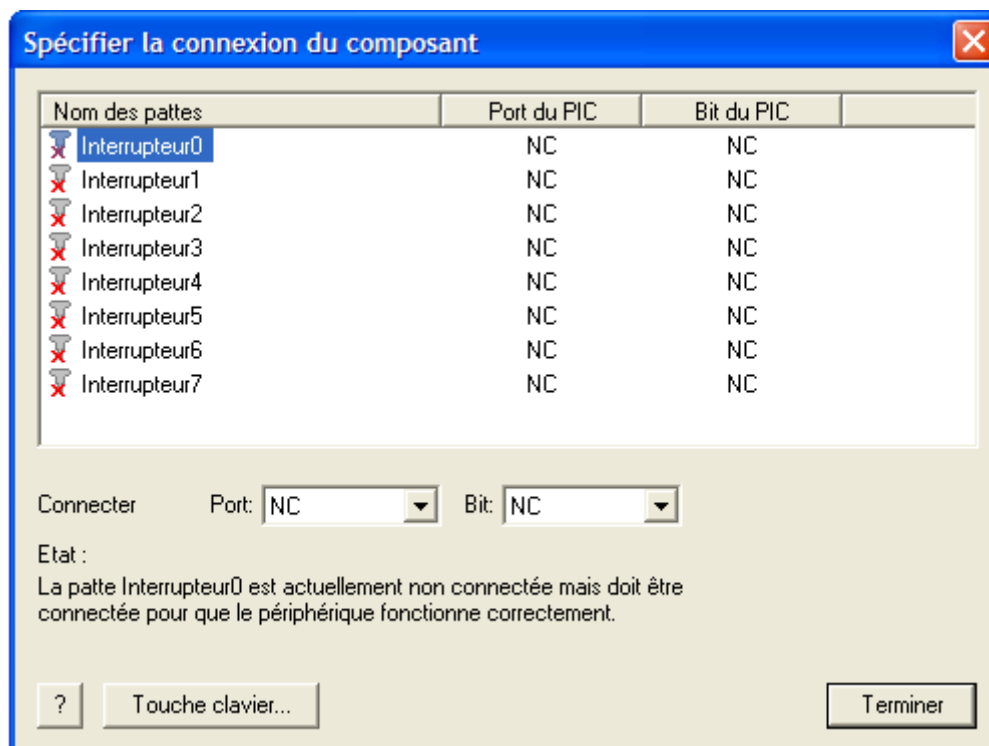 Spécifier la connexion du composant
Nom des pattes Port du PIC Bit du PIC
Interrupteur0 NC NC
Interrupteur1 NC NC
Interrupteur2 NC NC
Interrupteur3 NC NC
Interrupteur4 NC NC
Interrupteur5 NC NC
Interrupteur6 NC NC
Interrupteur7 NC NC
Connecter Port: NC Bit: NC
Etat :
La patte Interrupteur0 est actuellement non connectée mais doit être
connectée pour que le périphérique fonctionne correctement.
? Touche clavier... Terminer